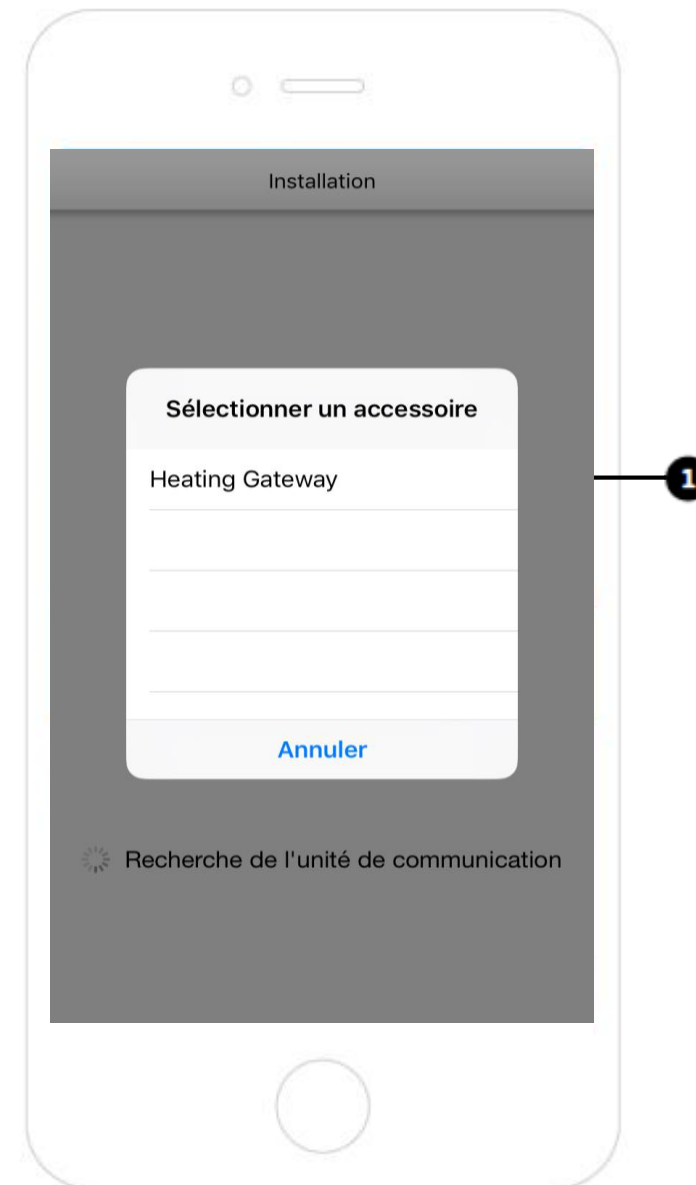 Installation
Sélectionner un accessoire
Heating Gateway
1
Annuler
Recherche de l'unité de communication